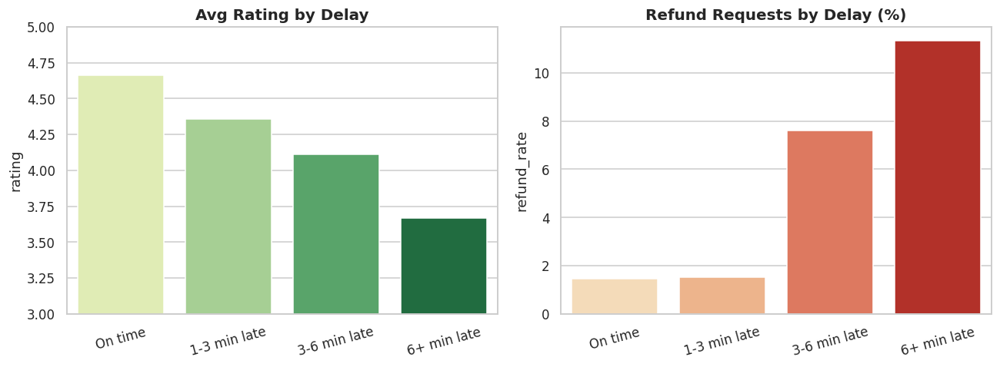 Avg Rating by Delay
5.00
4.75
4.50
4.25
4.00
3.75
3.50
3.25
3.00
rating
On time
1-3 min late
3-6 min late
6+ min late
Refund Requests by Delay (%)
10
8
6
4
2
0
refund_rate
On time
1-3 min late
3-6 min late
6+ min late